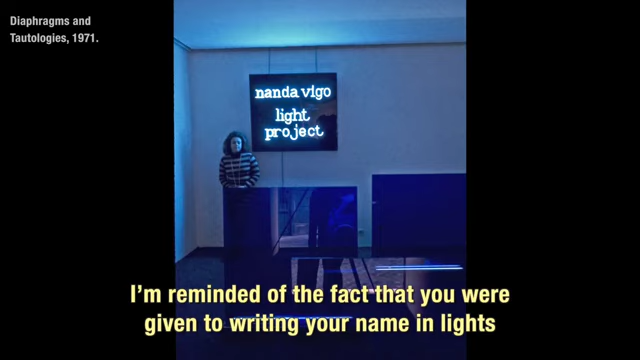 Diaphragms and
Tautologies, 1971.
nanda vigo
light
project
I'm reminded of the fact that you were
given to writing your name in lights